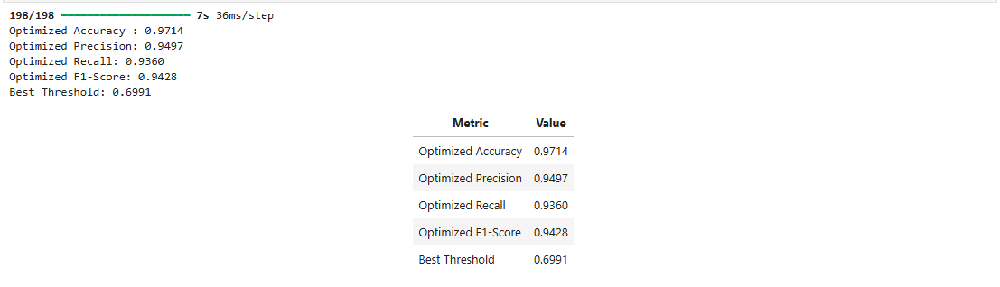 198/198 ━━━━━━━━━━━━━━━━━━━━ 7s 36ms/step
Optimized Accuracy : 0.9714
Optimized Precision: 0.9497
Optimized Recall: 0.9360
Optimized F1-Score: 0.9428
Best Threshold: 0.6991
Metric Value
Optimized Accuracy 0.9714
Optimized Precision 0.9497
Optimized Recall 0.9360
Optimized F1-Score 0.9428
Best Threshold 0.6991